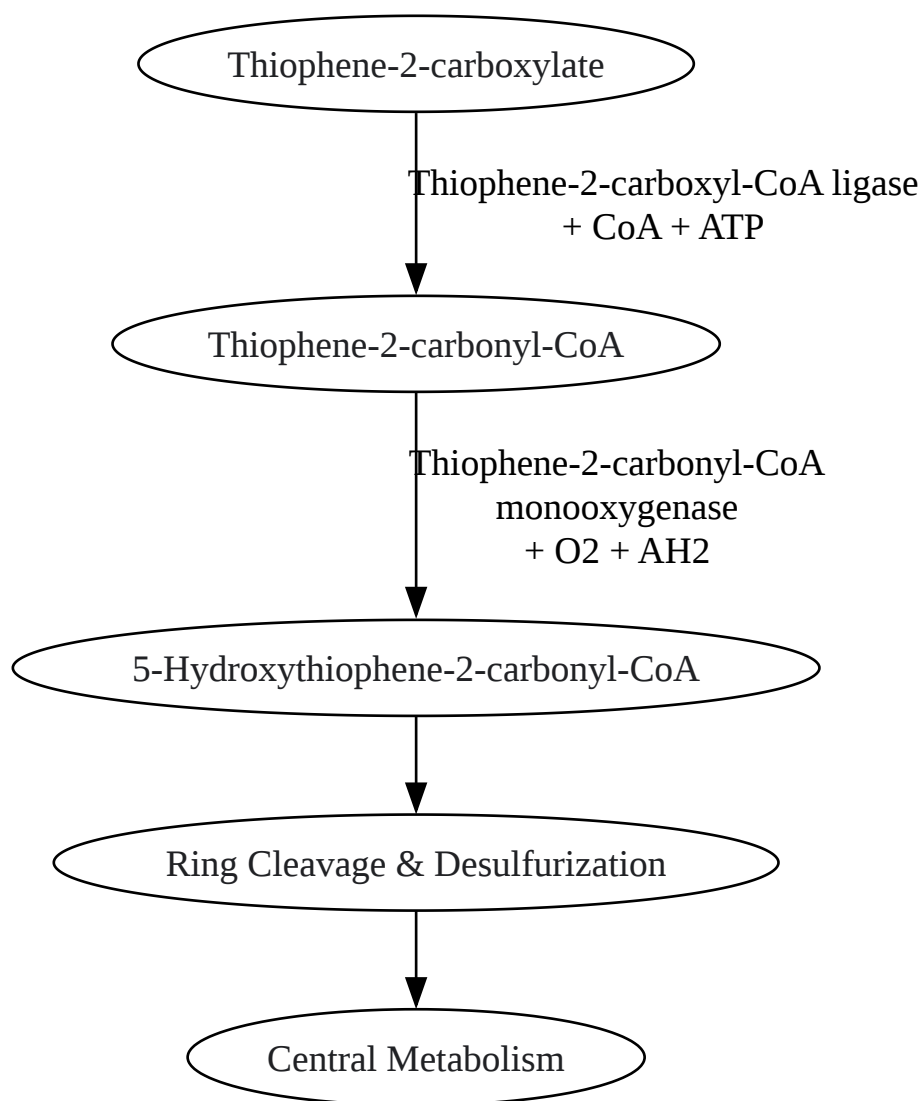 Thiophene-2-carboxylate
Thiophene-2-carboxyl-CoA ligase
+ CoA + ATP
Thiophene-2-carbonyl-CoA
Thiophene-2-carbonyl-CoA
monooxygenase
+ O2 + AH2
5-Hydroxythiophene-2-carbonyl-CoA
Ring Cleavage & Desulfurization
Central Metabolism